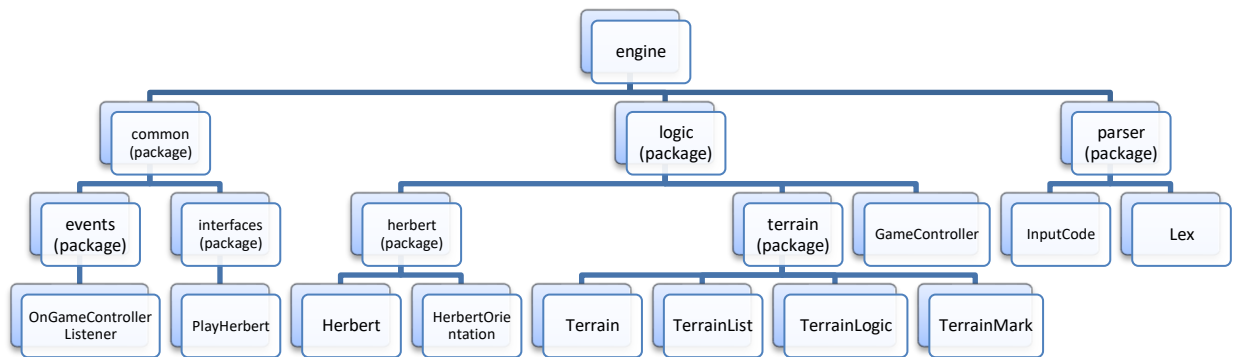 engine
common
(package)
logic
(package)
parser
(package)
events
(package)
interfaces
(package)
herbert
(package)
terrain
(package)
GameController
InputCode
Lex
OnGameController
Listener
PlayHerbert
Herbert
HerbertOrie
ntation
Terrain
TerrainList
TerrainLogic
TerrainMark